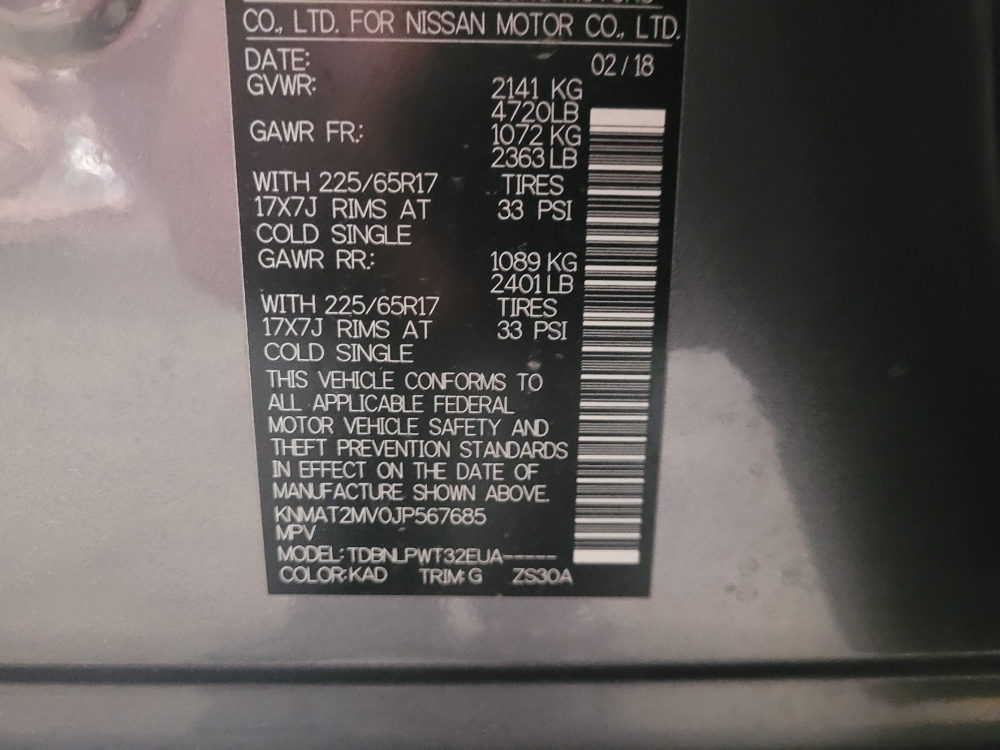 CO., LTD. FOR NISSAN MOTOR CO., LTD.
DATE: 02/18
GVWR: 2141 KG
4720LB
GAWR FR.: 1072 KG
2363 LB
WITH 225/65R17 TIRES
17X7J RIMS AT 33 PSI
COLD SINGLE
GAWR RR.: 1089 KG
2401 LB
WITH 225/65R17 TIRES
17X7J RIMS AT 33 PSI
COLD SINGLE
THIS VEHICLE CONFORMS TO
ALL APPLICABLE FEDERAL
MOTOR VEHICLE SAFETY AND
THEFT PREVENTION STANDARDS
IN EFFECT ON THE DATE OF
MANUFACTURE SHOWN ABOVE.
KNMAT2MV0JP567685
MPV
MODEL: TDBNLPWT32EUA-----
COLOR: KAD TRIM: G ZS30A